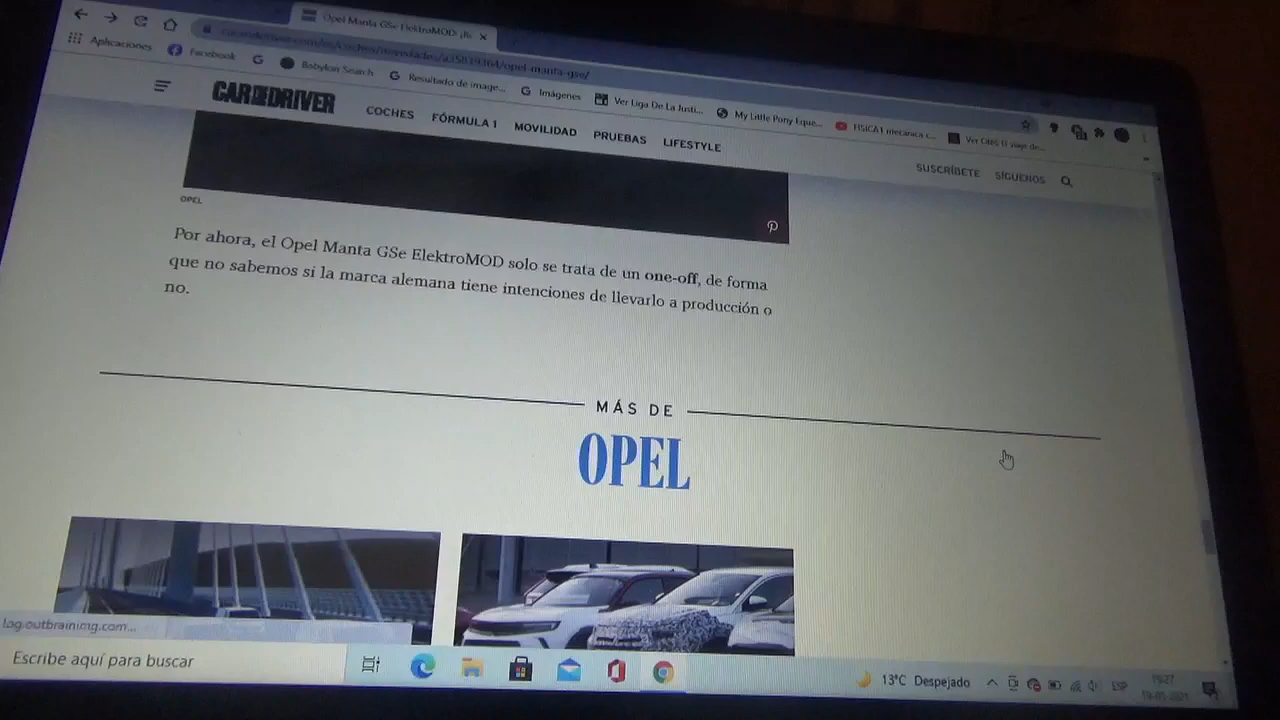 Opel Manta GSe ElektroMOD: ¡Re
Aplicaciones
Facebook
Babylon Search
Resultado de image...
Imágenes
Ver Liga De La Justi...
My Little Pony Eque...
CAR AND DRIVER
COCHES
FÓRMULA 1
MOVILIDAD
PRUEBAS
LIFESTYLE
SUSCRÍBETE
SÍGUENOS
OPEL
Por ahora, el Opel Manta GSe ElektroMOD solo se trata de un one-off, de forma
que no sabemos si la marca alemana tiene intenciones de llevarlo a producción o
no.
MÁS DE
OPEL
log.outbrainimg.com...
Escribe aquí para buscar
13°C Despejado
ESP